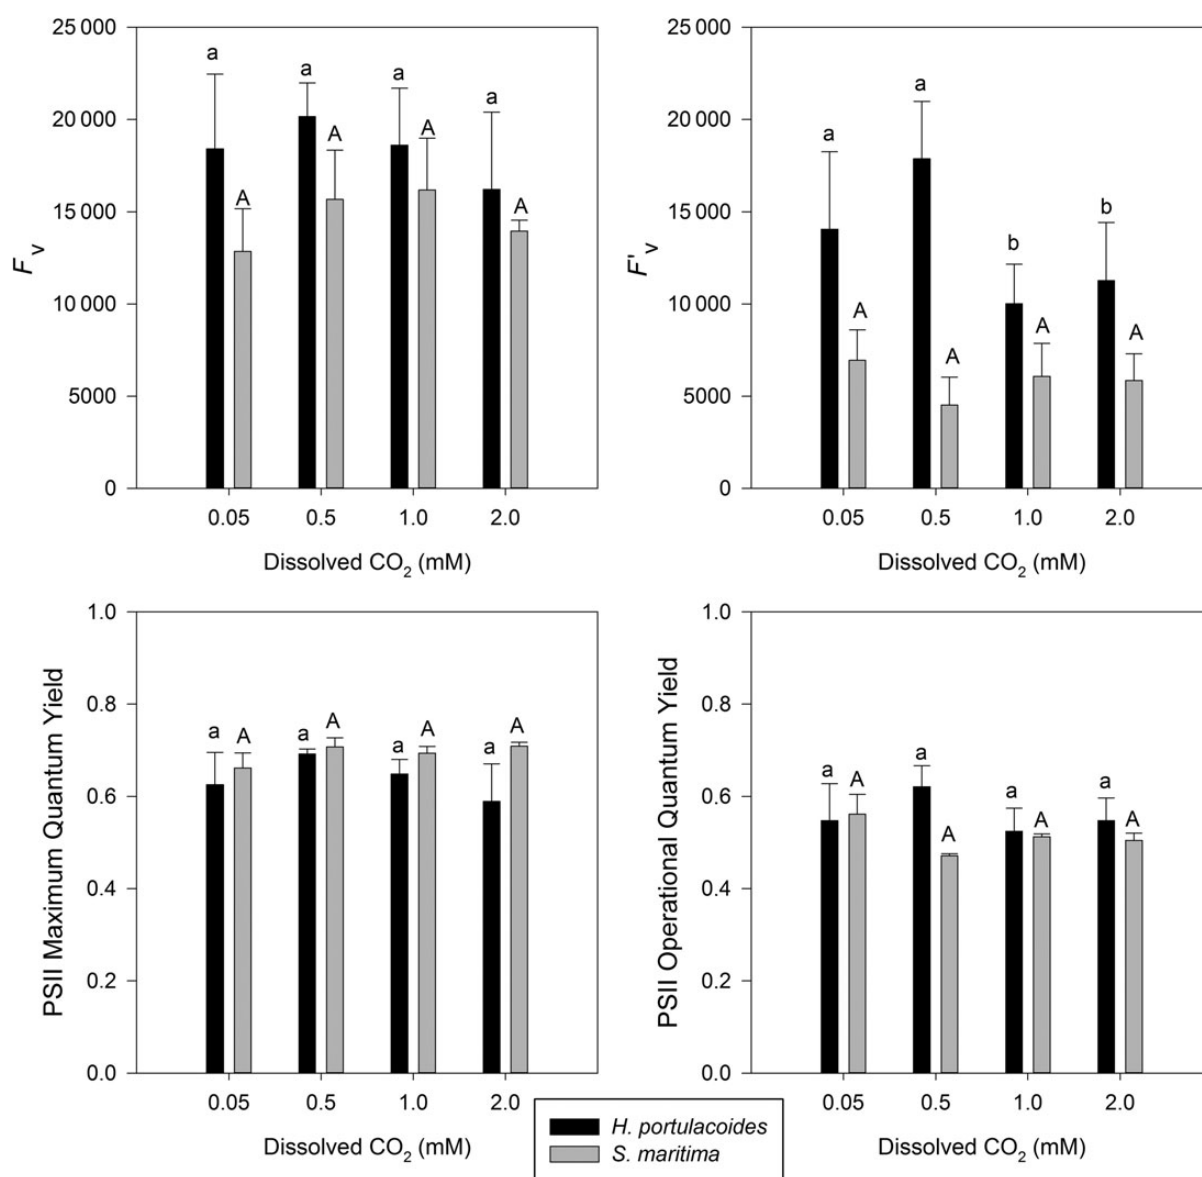 25 000
20 000
15 000
10 000
5000
0
Fv
a a a a
A A A A
0.05 0.5 1.0 2.0
Dissolved CO2 (mM)
25 000
20 000
15 000
10 000
5000
0
F'v
a a b b
A A A A
0.05 0.5 1.0 2.0
Dissolved CO2 (mM)
1.0
0.8
0.6
0.4
0.2
0.0
PSII Maximum Quantum Yield
a A a A a A a A
0.05 0.5 1.0 2.0
Dissolved CO2 (mM)
1.0
0.8
0.6
0.4
0.2
0.0
PSII Operational Quantum Yield
a A a A a A a A
0.05 0.5 1.0 2.0
Dissolved CO2 (mM)
H. portulacoides
S. maritima